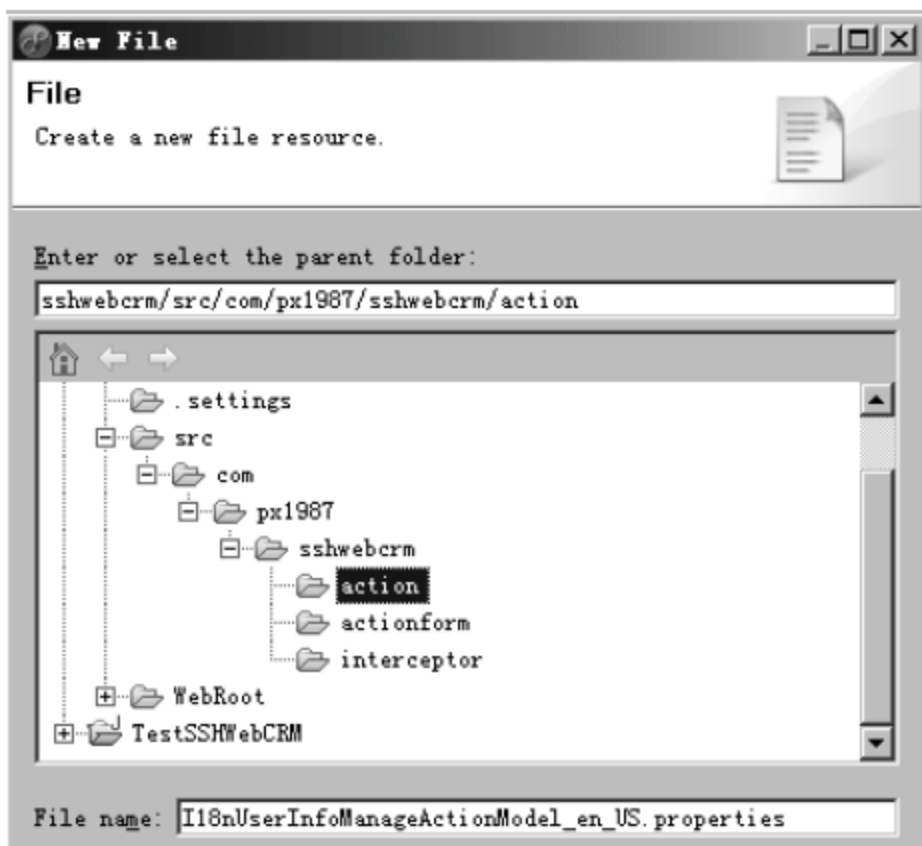 New File
File
Create a new file resource.
Enter or select the parent folder:
sshwebcrm/src/com/px1987/sshwebcrm/action
.settings
src
com
px1987
sshwebcrm
action
actionform
interceptor
WebRoot
TestSSHWebCRM
File name: I18nUserInfoManageActionModel_en_US.properties